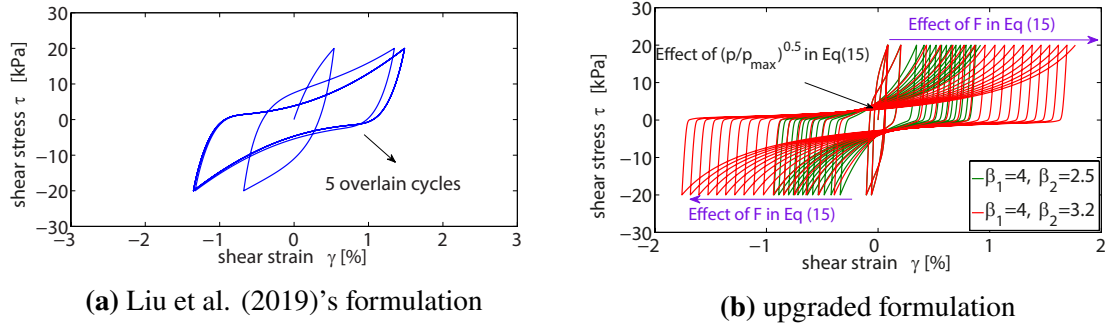 30
20
10
0
−10
−20
−30
−3
−2
−1
0
1
2
3
shear stress τ [kPa]
shear strain γ [%]
5 overlain cycles
(a) Liu et al. (2019)'s formulation
30
20
10
0
−10
−20
−30
−2
−1
0
1
2
shear stress τ [kPa]
shear strain γ [%]
Effect of F in Eq (15)
Effect of (p/pmax)0.5 in Eq(15)
Effect of F in Eq (15)
β1=4, β2=2.5
β1=4, β2=3.2
(b) upgraded formulation